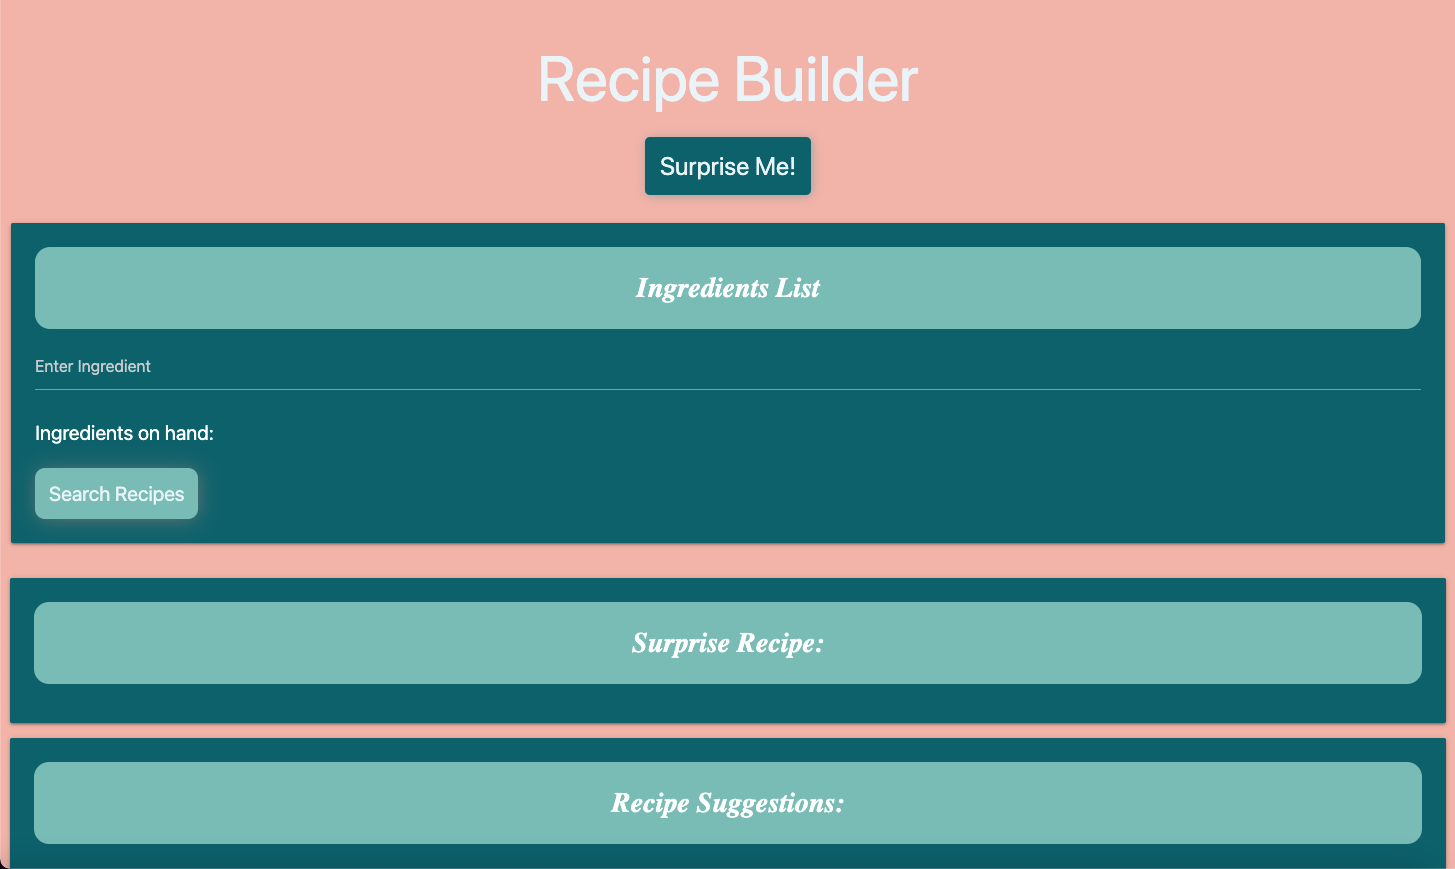 Recipe Builder
Surprise Me!
Ingredients List
Enter Ingredient
Ingredients on hand:
Search Recipes
Surprise Recipe:
Recipe Suggestions: